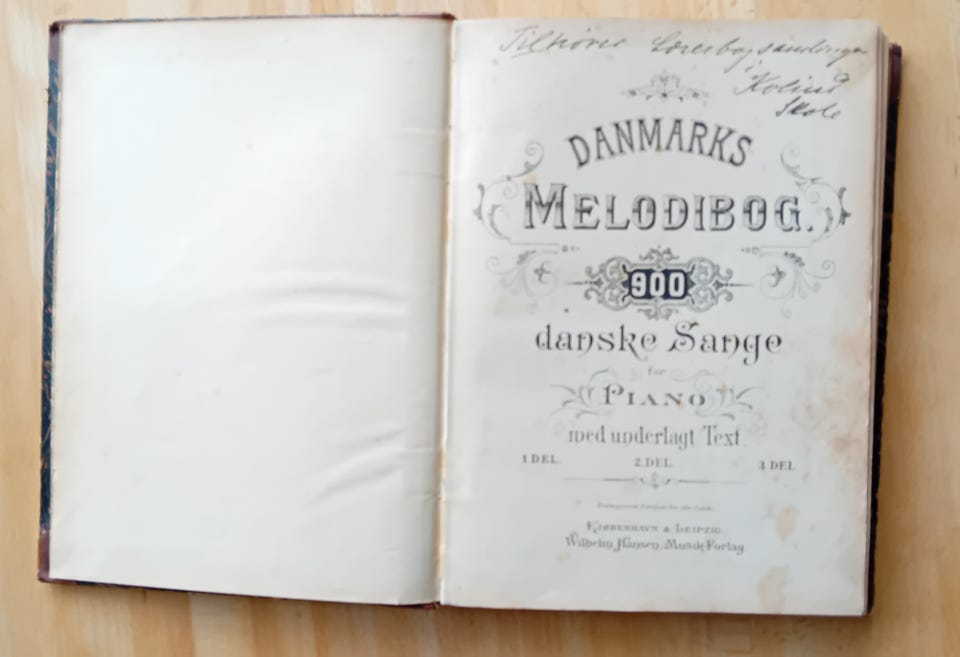 Tilhører Lærerbogsamlingen
i Kolind
Skole
DANMARKS
MELODIBOG.
900
danske Sange
for
PIANO
med underlagt Text
1. DEL. 2. DEL. 3. DEL.
KJØBENHAVN & LEIPZIG.
Wilhelm Hansen, Musik-Forlag